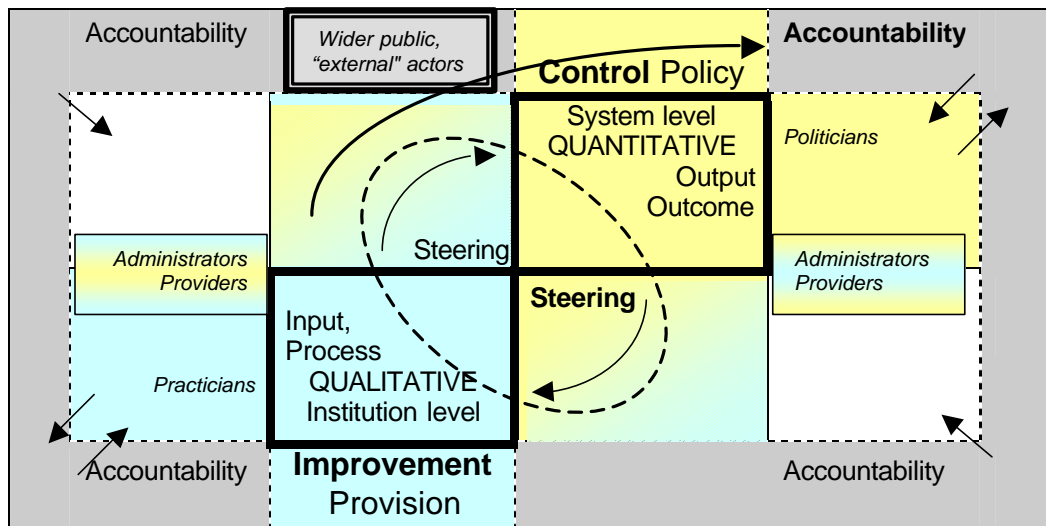 Accountability
Wider public,
“external" actors
Accountability
Control Policy
System level
QUANTITATIVE
Output
Outcome
Politicians
Steering
Administrators
Providers
Administrators
Providers
Steering
Input,
Process
QUALITATIVE
Institution level
Practicians
Accountability
Improvement
Provision
Accountability